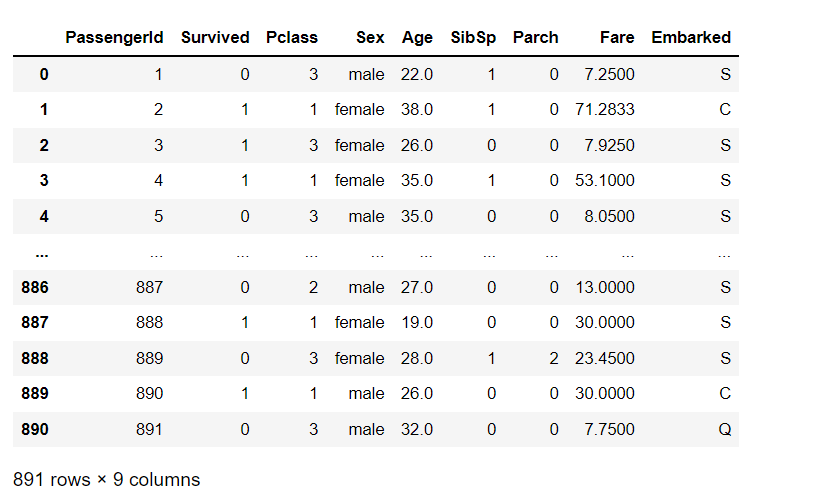 PassengerId Survived Pclass Sex Age SibSp Parch Fare Embarked
0 1 0 3 male 22.0 1 0 7.2500 S
1 2 1 1 female 38.0 1 0 71.2833 C
2 3 1 3 female 26.0 0 0 7.9250 S
3 4 1 1 female 35.0 1 0 53.1000 S
4 5 0 3 male 35.0 0 0 8.0500 S
... ... ... ... ... ... ... ... ... ...
886 887 0 2 male 27.0 0 0 13.0000 S
887 888 1 1 female 19.0 0 0 30.0000 S
888 889 0 3 female 28.0 1 2 23.4500 S
889 890 1 1 male 26.0 0 0 30.0000 C
890 891 0 3 male 32.0 0 0 7.7500 Q
891 rows × 9 columns